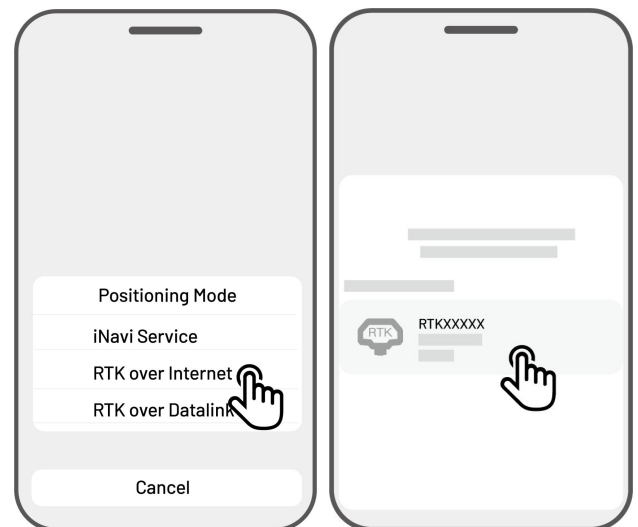 Positioning Mode
iNavi Service
RTK over Internet
RTK over Datalink
Cancel
RTK
RTKXXXXX